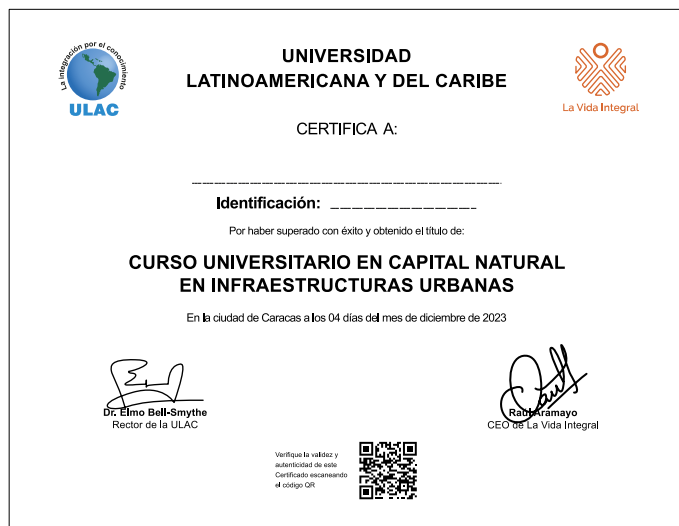 La integración por el conocimiento
ULAC
UNIVERSIDAD
LATINOAMERICANA Y DEL CARIBE
La Vida Integral
CERTIFICA A:
Identificación:
Por haber superado con éxito y obtenido el título de:
CURSO UNIVERSITARIO EN CAPITAL NATURAL
EN INFRAESTRUCTURAS URBANAS
En la ciudad de Caracas a los 04 días del mes de diciembre de 2023
Dr. Elmo Bell-Smythe
Rector de la ULAC
Raúl Aramayo
CEO de La Vida Integral
Verifique la validez y
autenticidad de este
Certificado escaneando
el código QR